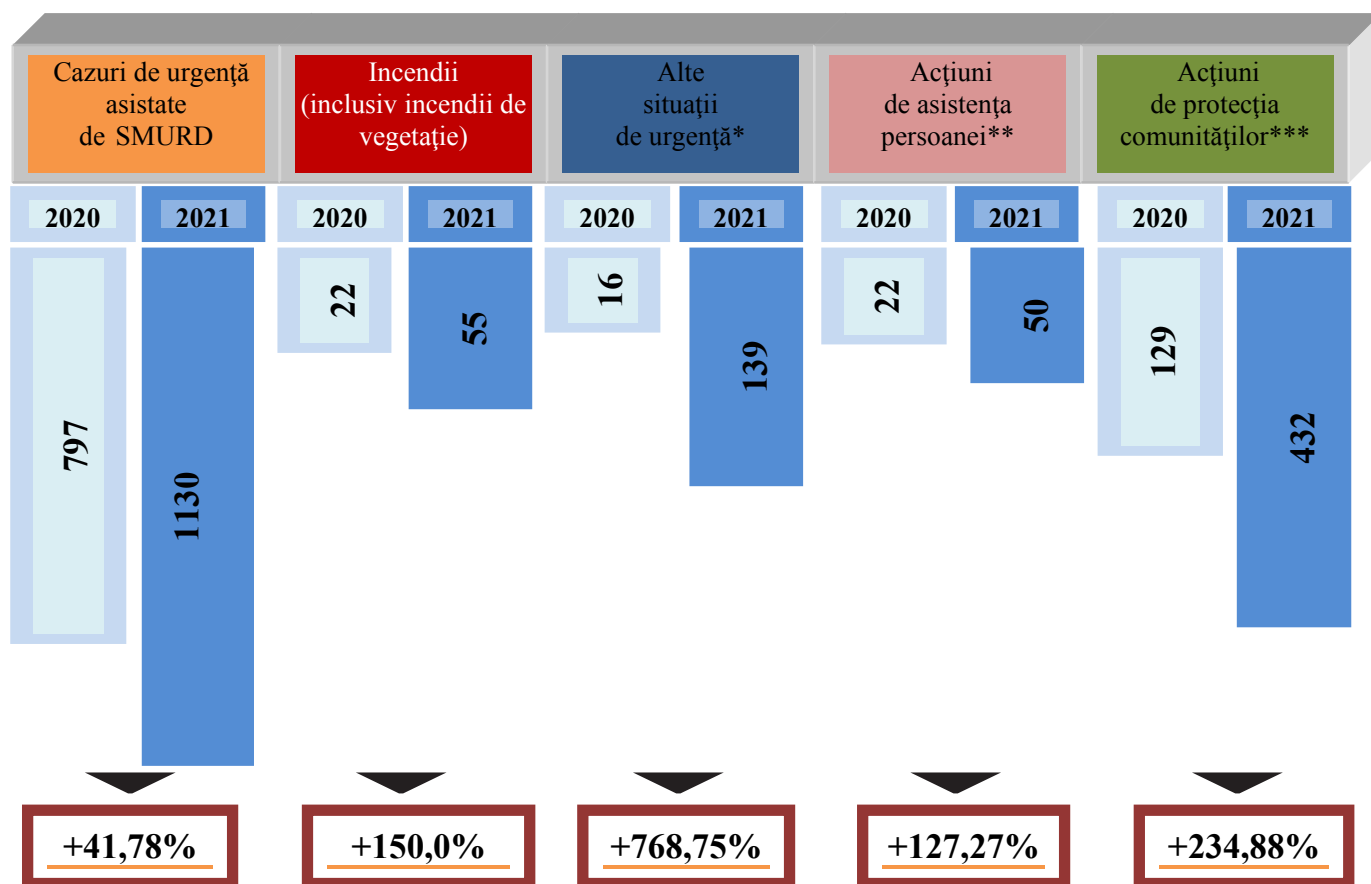 Cazuri de urgenţă
asistate
de SMURD
Incendii
(inclusiv incendii de
vegetaţie)
Alte
situaţii
de urgenţă*
Acţiuni
de asistenţa
persoanei**
Acţiuni
de protecţia
comunităţilor***
2020 2021 2020 2021 2020 2021 2020 2021 2020 2021
797
1130
22
55
16
139
22
50
129
432
+41,78% +150,0% +768,75% +127,27% +234,88%